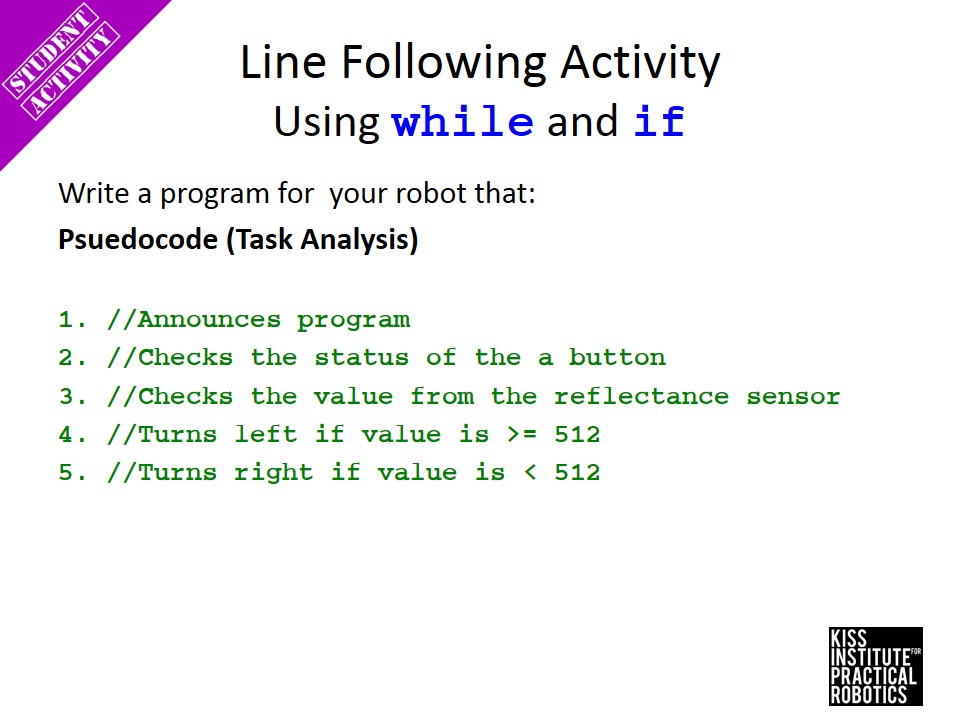 STUDENT
ACTIVITY
Line Following Activity
Using while and if
Write a program for  your robot that:
Psuedocode (Task Analysis)
1. //Announces program
2. //Checks the status of the a button
3. //Checks the value from the reflectance sensor
4. //Turns left if value is >= 512
5. //Turns right if value is < 512
KISS
INSTITUTE FOR
PRACTICAL
ROBOTICS